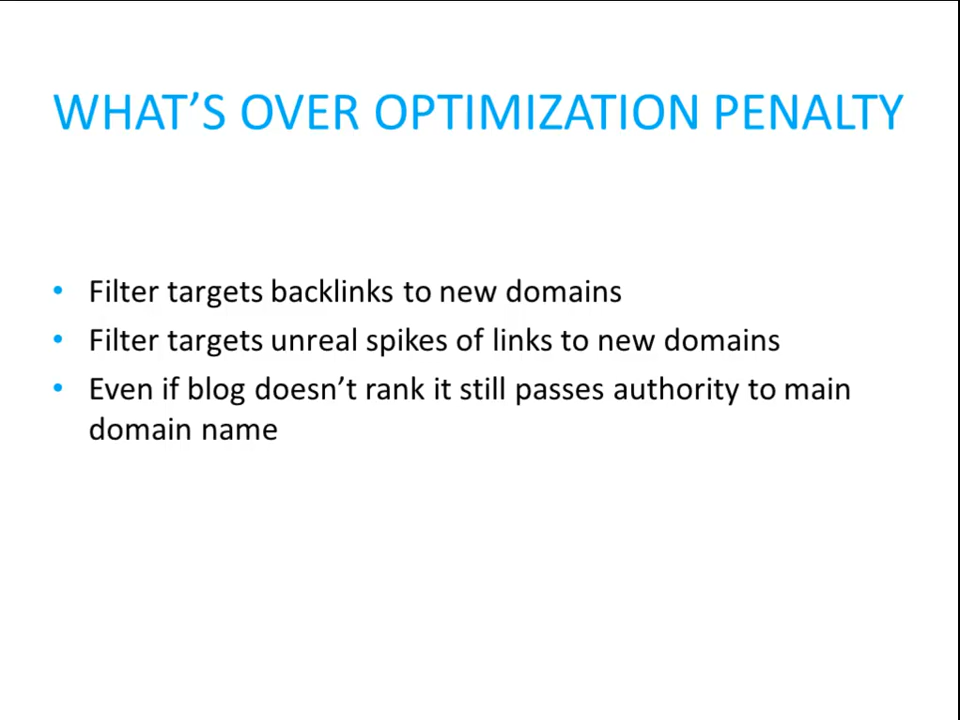 WHAT'S OVER OPTIMIZATION PENALTY
• Filter targets backlinks to new domains
• Filter targets unreal spikes of links to new domains
• Even if blog doesn't rank it still passes authority to main
domain name